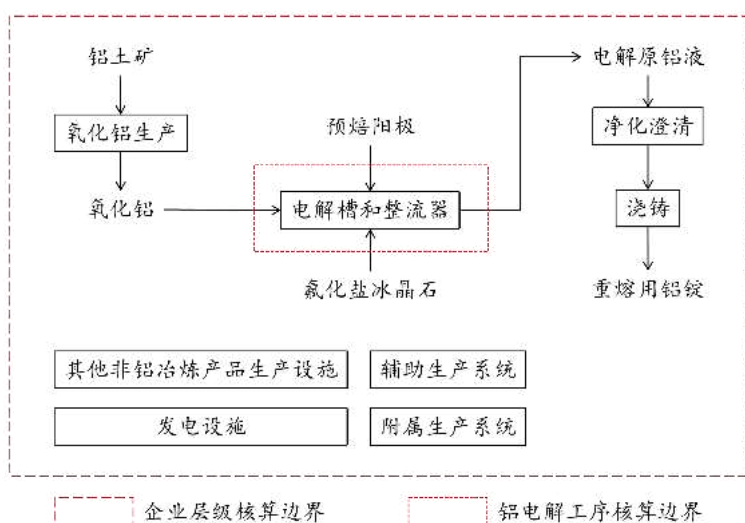 铝土矿
氧化铝生产
氧化铝
预焙阳极
电解槽和整流器
氟化盐冰晶石
电解原铝液
净化澄清
浇铸
重熔用铝锭
其他非铝冶炼产品生产设施
辅助生产系统
发电设施
附属生产系统
企业层级核算边界
铝电解工序核算边界